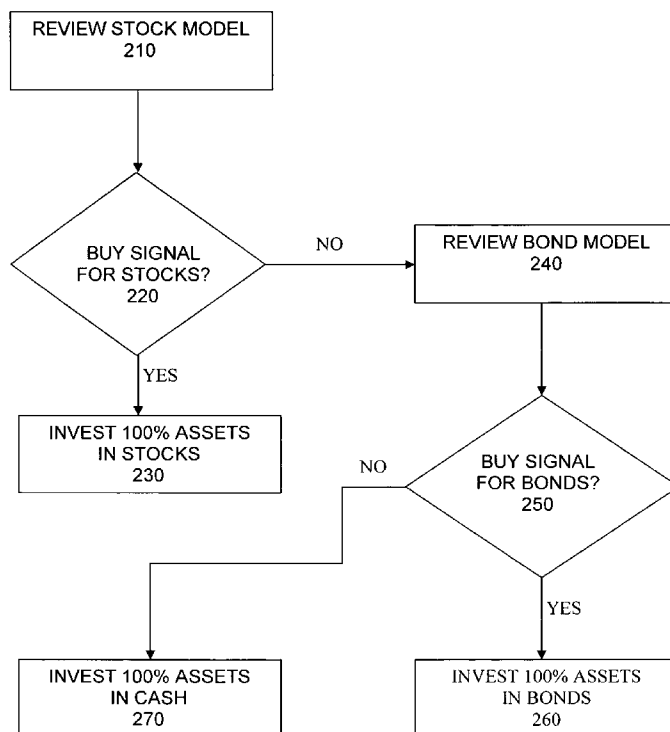 REVIEW STOCK MODEL
210
BUY SIGNAL
FOR STOCKS?
220
NO
REVIEW BOND MODEL
240
YES
INVEST 100% ASSETS
IN STOCKS
230
NO
BUY SIGNAL
FOR BONDS?
250
YES
INVEST 100% ASSETS
IN CASH
270
INVEST 100% ASSETS
IN BONDS
260